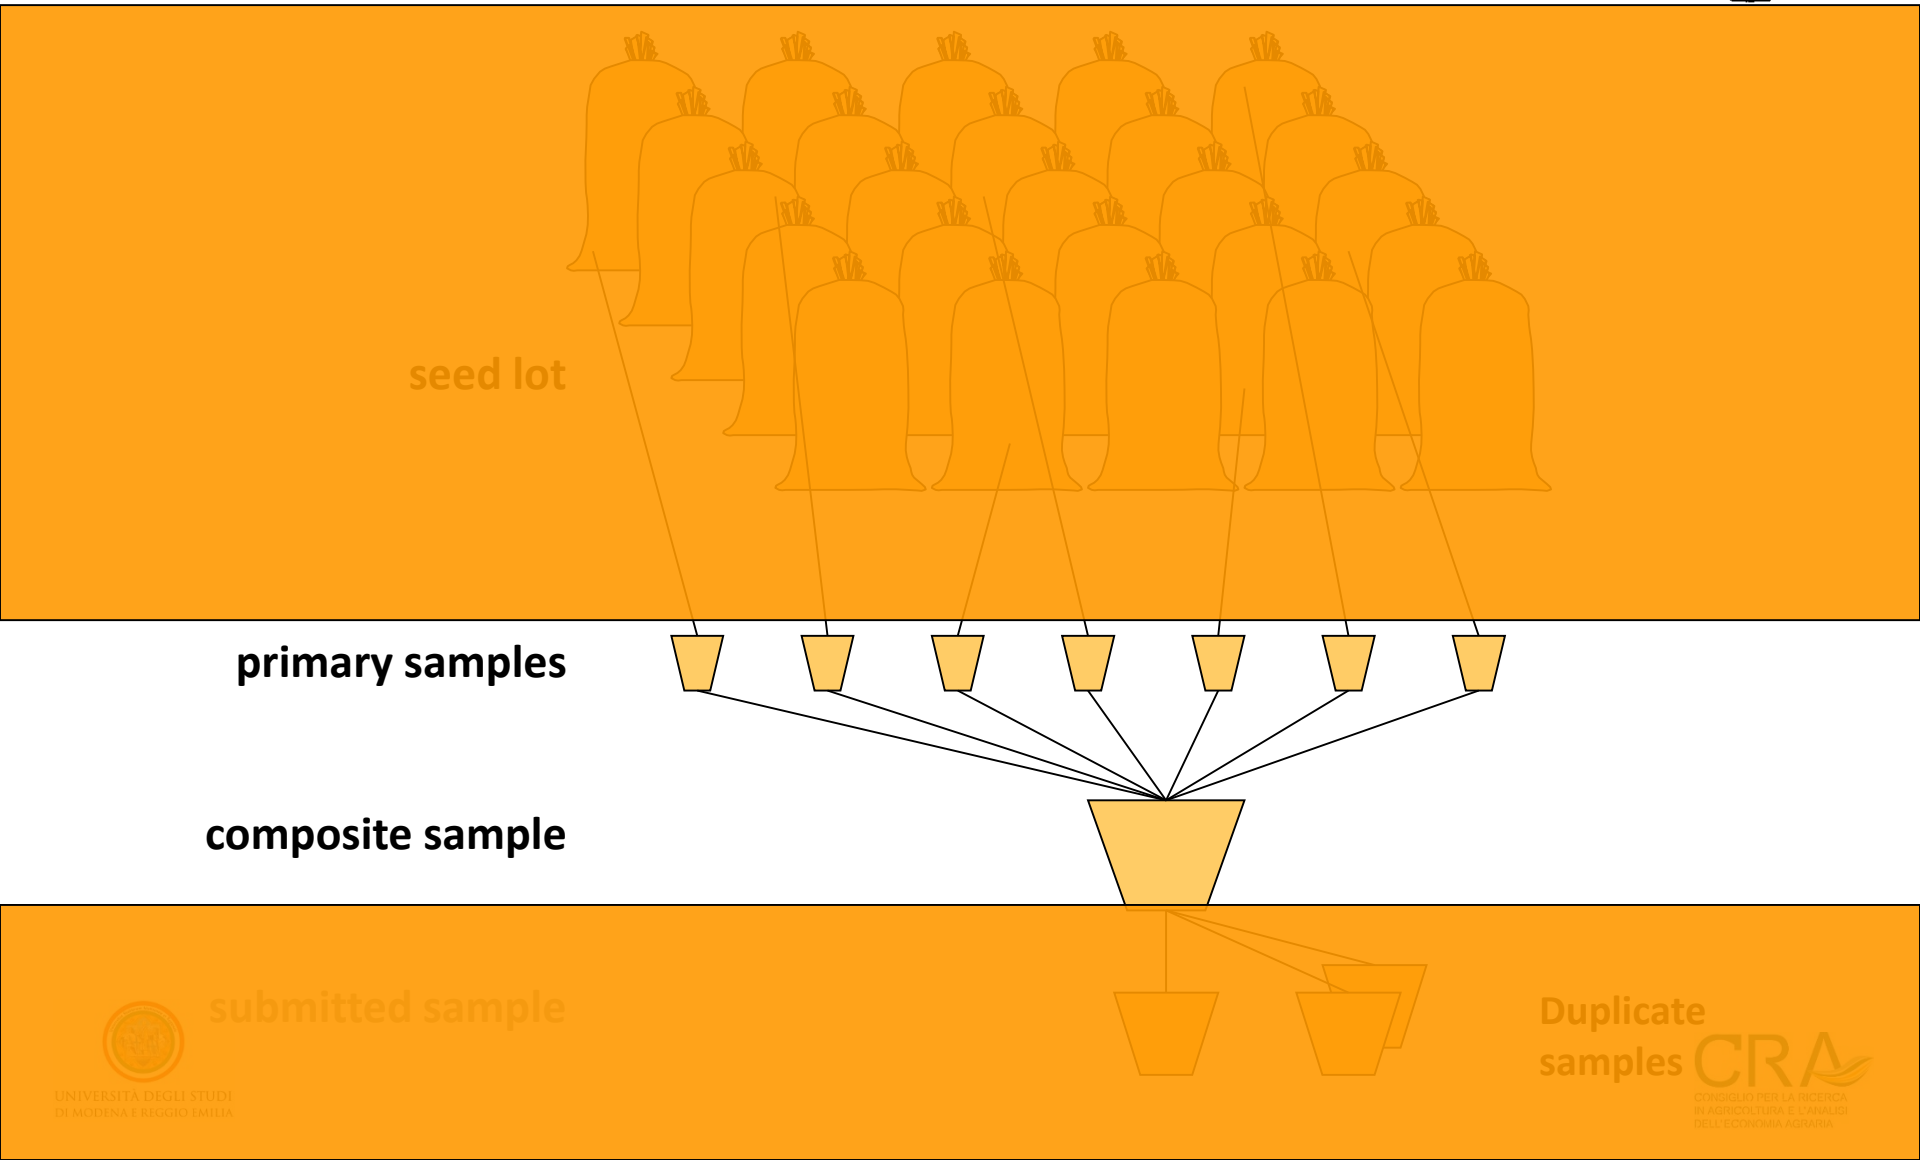 seed lot
primary samples
composite sample
submitted sample
Duplicate
samples
CRA
UNIVERSITÀ DEGLI STUDI
DI MODENA E REGGIO EMILIA
CONSIGLIO PER LA RICERCA
IN AGRICOLTURA E L'ANALISI
DELL'ECONOMIA AGRARIA